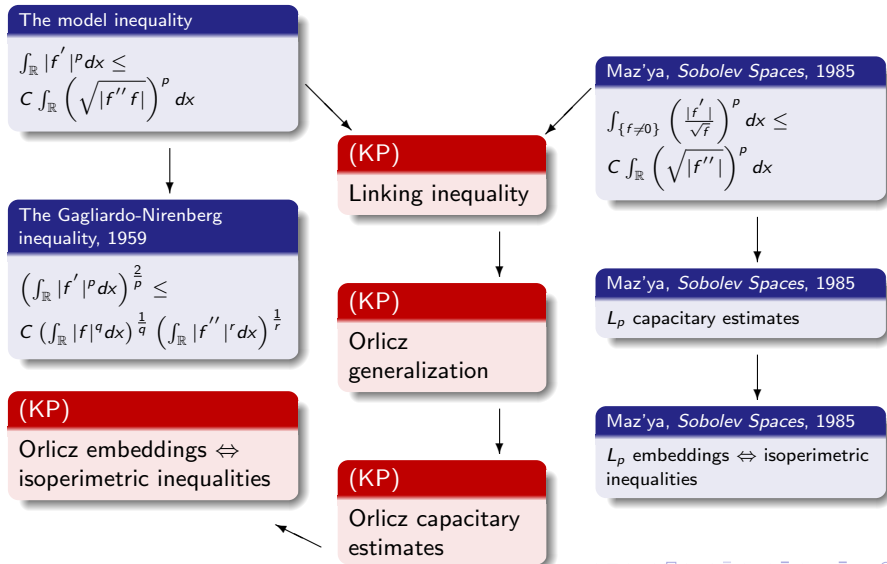 The model inequality
∫_ℝ |f′|^p dx ≤
C ∫_ℝ (√|f″f|)^p dx
The Gagliardo-Nirenberg
inequality, 1959
(∫_ℝ |f′|^p dx)^{2/p} ≤
C (∫_ℝ |f|^q dx)^{1/q} (∫_ℝ |f″|^r dx)^{1/r}
(KP)
Orlicz embeddings ⇔
isoperimetric inequalities
(KP)
Linking inequality
(KP)
Orlicz
generalization
(KP)
Orlicz capacitary
estimates
Maz'ya, Sobolev Spaces, 1985
∫_{f≠0} (|f′|/√f)^p dx ≤
C ∫_ℝ (√|f″|)^p dx
Maz'ya, Sobolev Spaces, 1985
L_p capacitary estimates
Maz'ya, Sobolev Spaces, 1985
L_p embeddings ⇔ isoperimetric
inequalities